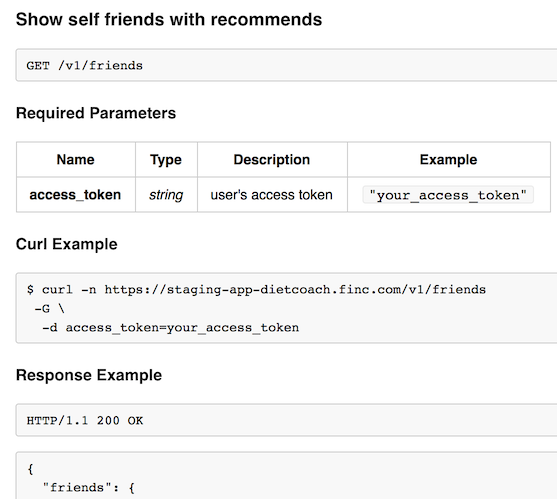 Show self friends with recommends
GET /v1/friends
Required Parameters
Name Type Description Example
access_token string user's access token "your_access_token"
Curl Example
$ curl -n https://staging-app-dietcoach.finc.com/v1/friends
-G \
-d access_token=your_access_token
Response Example
HTTP/1.1 200 OK
{
"friends": {